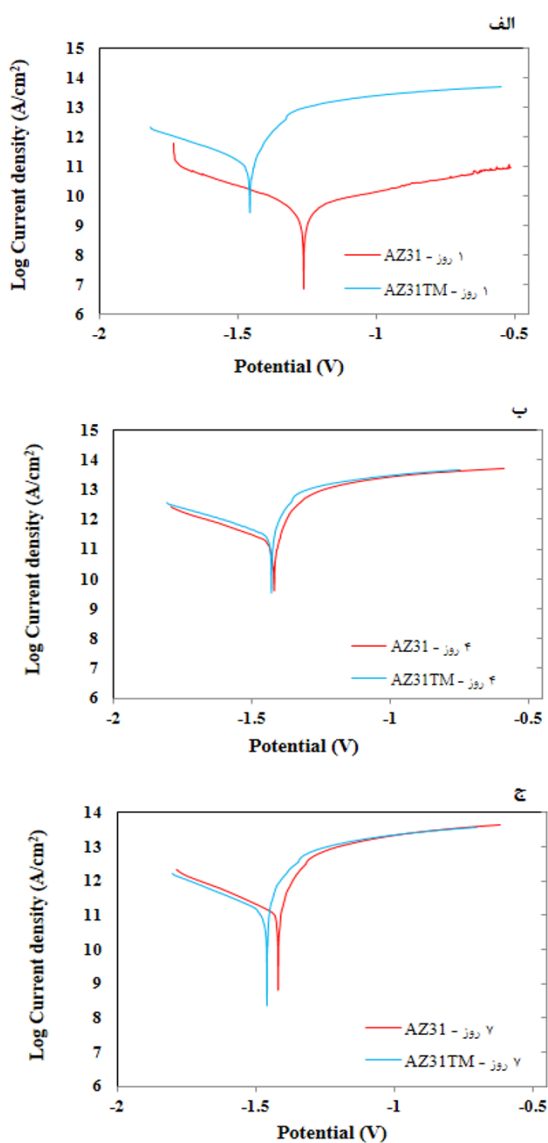 الف
Log Current density (A/cm2)
15
14
13
12
11
10
9
8
7
6
AZ31 - ۱ روز
AZ31TM - ۱ روز
-2
-1.5
-1
-0.5
Potential (V)
ب
Log Current density (A/cm2)
15
14
13
12
11
10
9
8
7
6
AZ31 - ۴ روز
AZ31TM - ۴ روز
-2
-1.5
-1
-0.5
Potential (V)
ج
Log Current density (A/cm2)
14
13
12
11
10
9
8
7
6
AZ31 - ۷ روز
AZ31TM - ۷ روز
-2
-1.5
-1
-0.5
Potential (V)